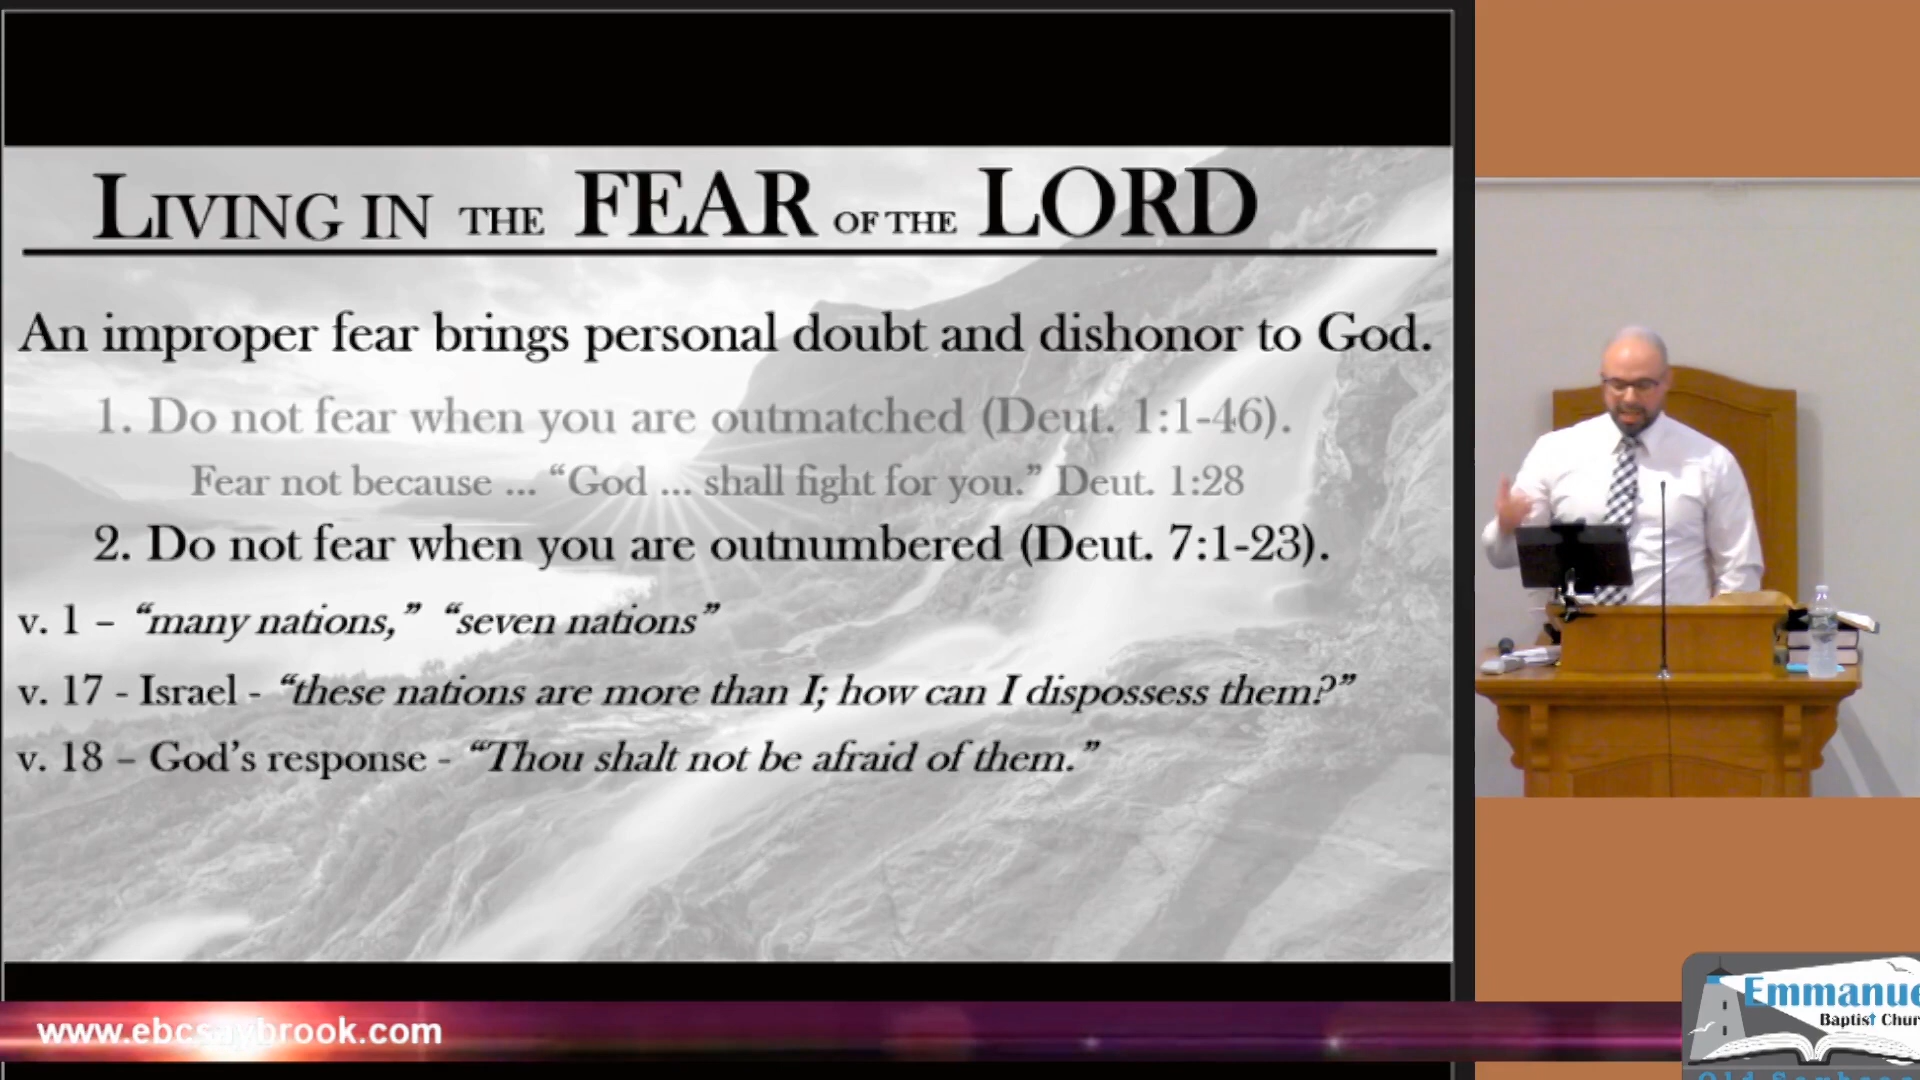 LIVING IN THE FEAR OF THE LORD
An improper fear brings personal doubt and dishonor to God.
1. Do not fear when you are outmatched (Deut. 1:1-46).
Fear not because ... “God ... shall fight for you.” Deut. 1:28
2. Do not fear when you are outnumbered (Deut. 7:1-23).
v. 1 – “many nations,” “seven nations”
v. 17 - Israel - “these nations are more than I; how can I dispossess them?”
v. 18 – God’s response - “Thou shalt not be afraid of them.”
www.ebcsaybrook.com
Emmanue
Baptist Chur